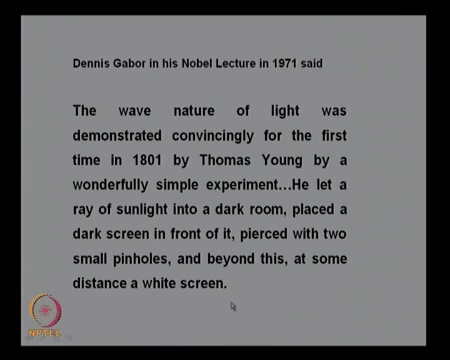 Dennis Gabor in his Nobel Lecture in 1971 said
The wave nature of light was
demonstrated convincingly for the first
time in 1801 by Thomas Young by a
wonderfully simple experiment...He let a
ray of sunlight into a dark room, placed a
dark screen in front of it, pierced with two
small pinholes, and beyond this, at some
distance a white screen.
NPTEL